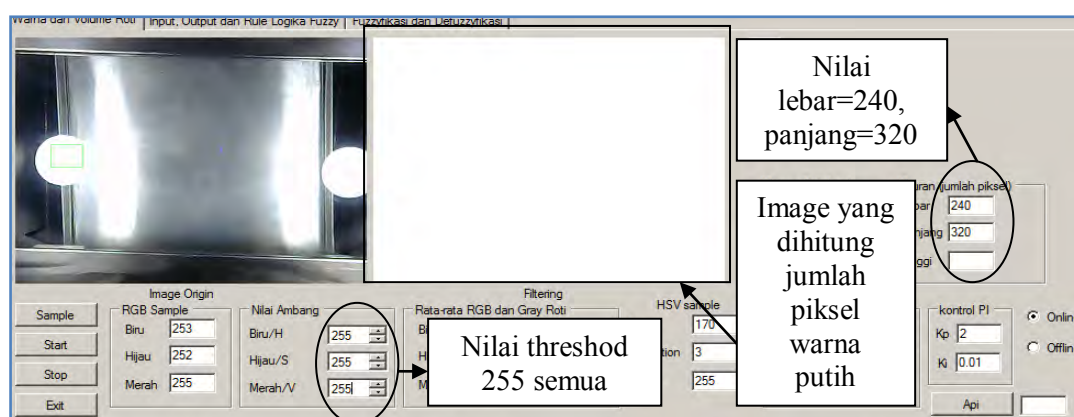 Warna dan Volume Roti
Input, Output dan Rule Logika Fuzzy
Fuzzyfikasi dan Defuzzyfikasi
Nilai
lebar=240,
panjang=320
(jumlah piksel)
240
320
Image yang
dihitung
jumlah
piksel
warna
putih
Image Origin
Filtering
Sample
Start
Stop
Exit
RGB Sample
Biru 253
Hijau 252
Merah 255
Nilai Ambang
Biru/H 255
Hijau/S 255
Merah/V 255
Rata-rata RGB dan Gray Roti
Nilai threshod
255 semua
HSV sample
170
3
255
kontrol PI
Kp 2
Ki 0.01
Api